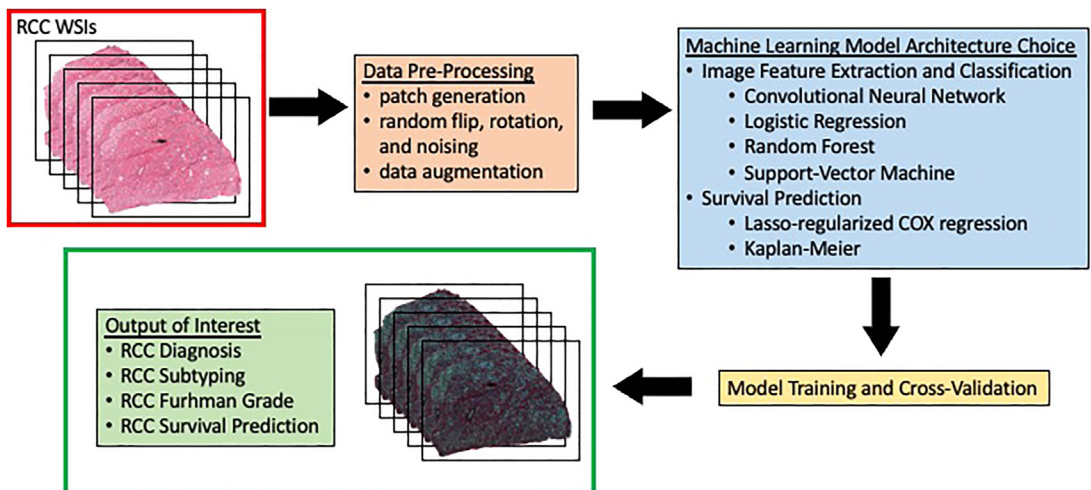 RCC WSIs
Data Pre-Processing
• patch generation
• random flip, rotation,
and noising
• data augmentation
Machine Learning Model Architecture Choice
• Image Feature Extraction and Classification
• Convolutional Neural Network
• Logistic Regression
• Random Forest
• Support-Vector Machine
• Survival Prediction
• Lasso-regularized COX regression
• Kaplan-Meier
Model Training and Cross-Validation
Output of Interest
• RCC Diagnosis
• RCC Subtyping
• RCC Furhman Grade
• RCC Survival Prediction